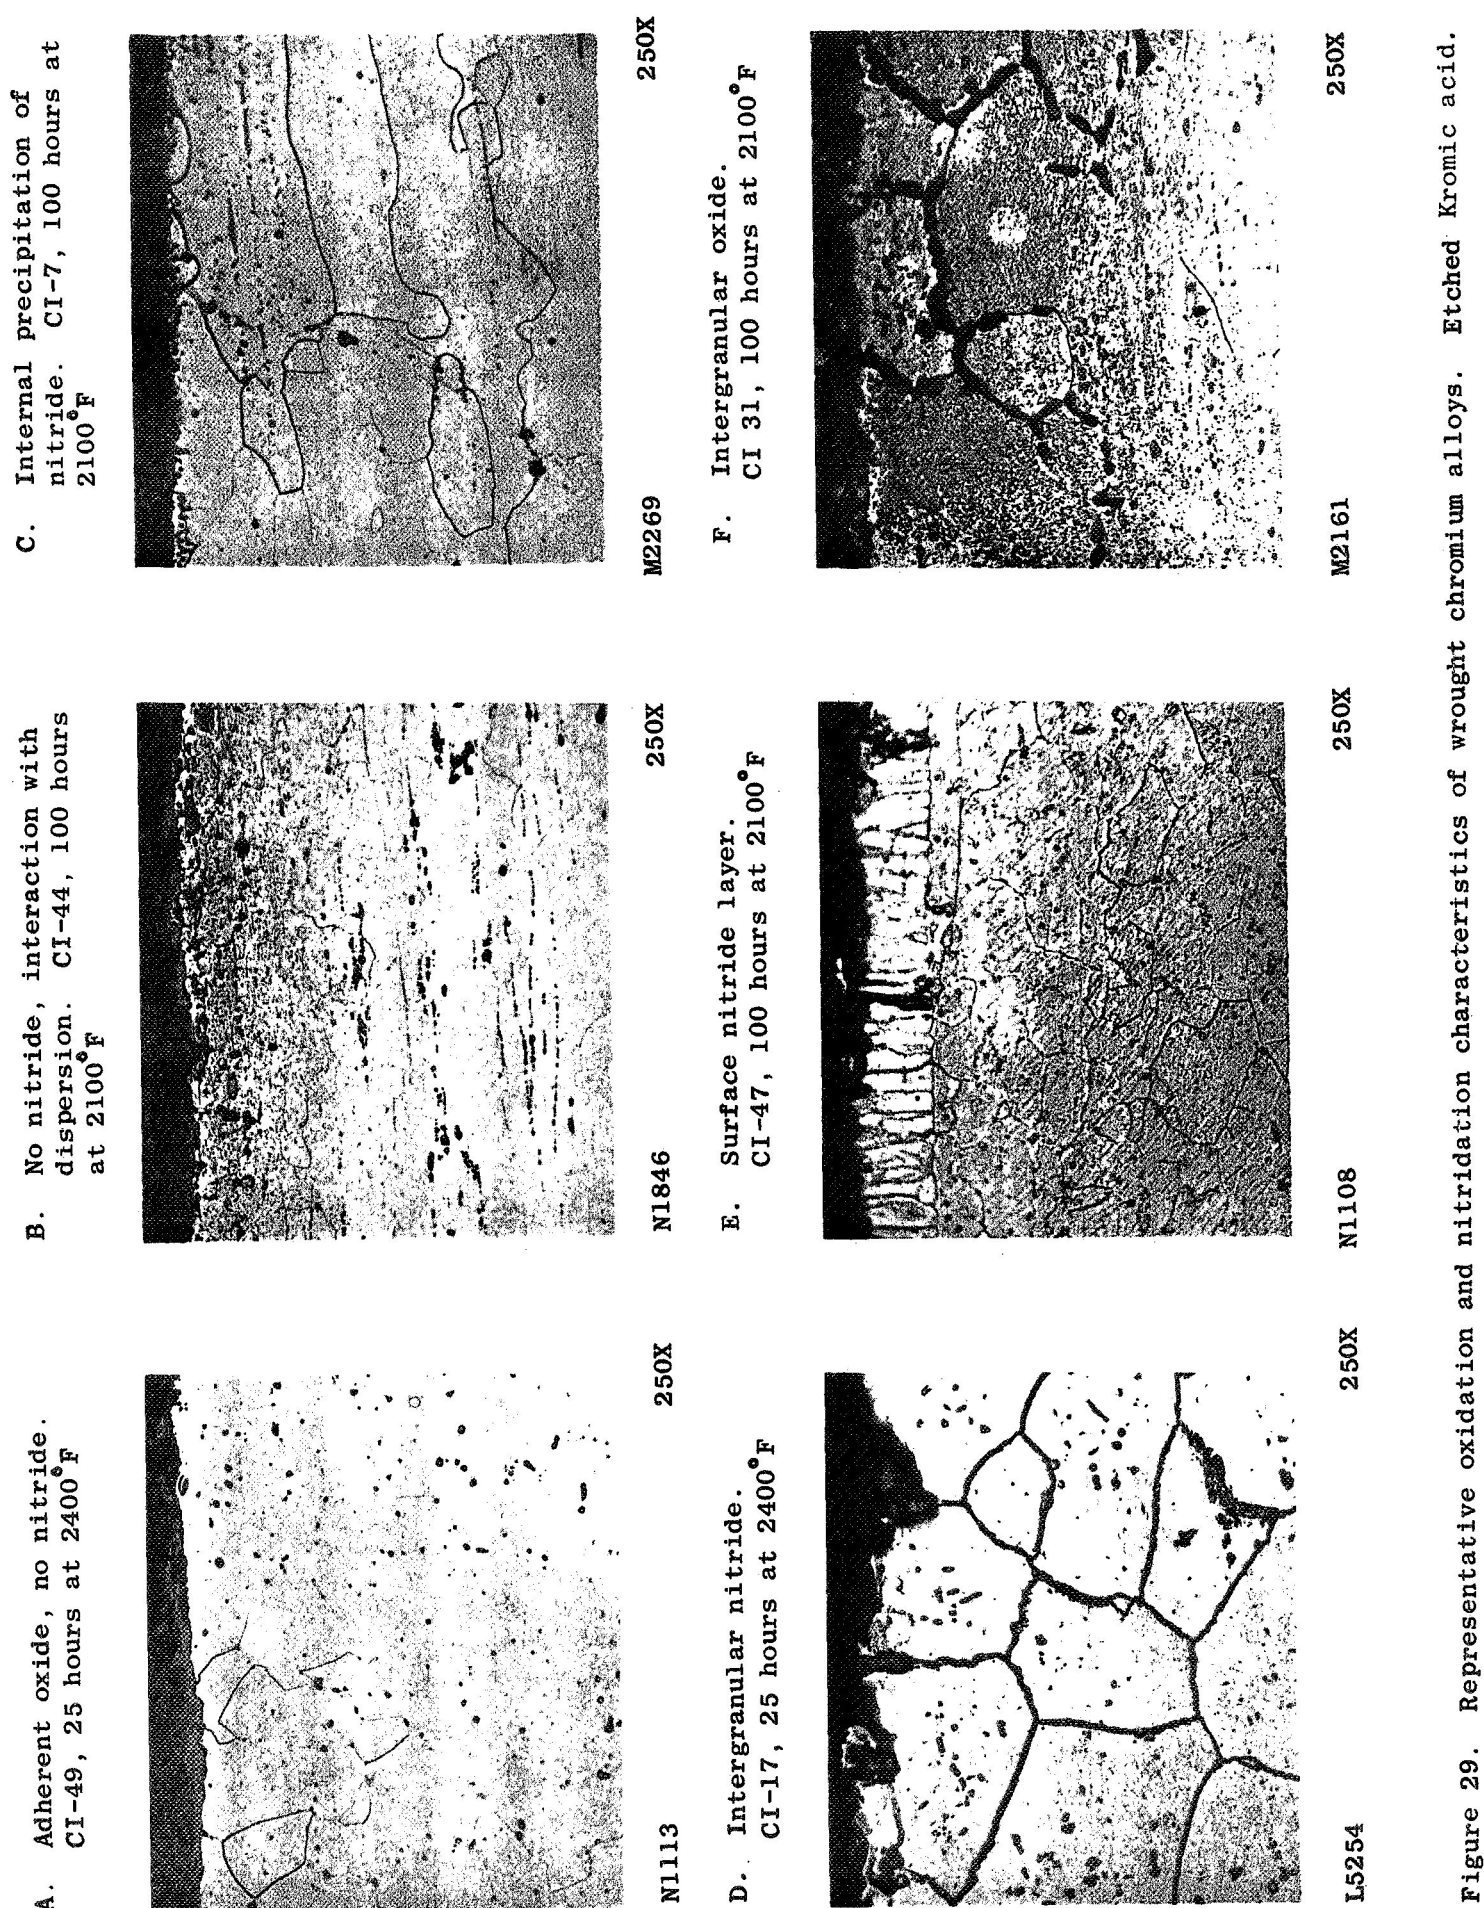 A. Adherent oxide, no nitride.
CI-49, 25 hours at 2400°F
N1113
250X
B. No nitride, interaction with
dispersion. CI-44, 100 hours
at 2100°F
N1846
250X
C. Internal precipitation of
nitride. CI-7, 100 hours at
2100°F
M2269
250X
D. Intergranular nitride.
CI-17, 25 hours at 2400°F
L5254
250X
E. Surface nitride layer.
CI-47, 100 hours at 2100°F
N1108
250X
F. Intergranular oxide.
CI 31, 100 hours at 2100°F
M2161
250X
Figure 29. Representative oxidation and nitridation characteristics of wrought chromium alloys. Etched Kromic acid.